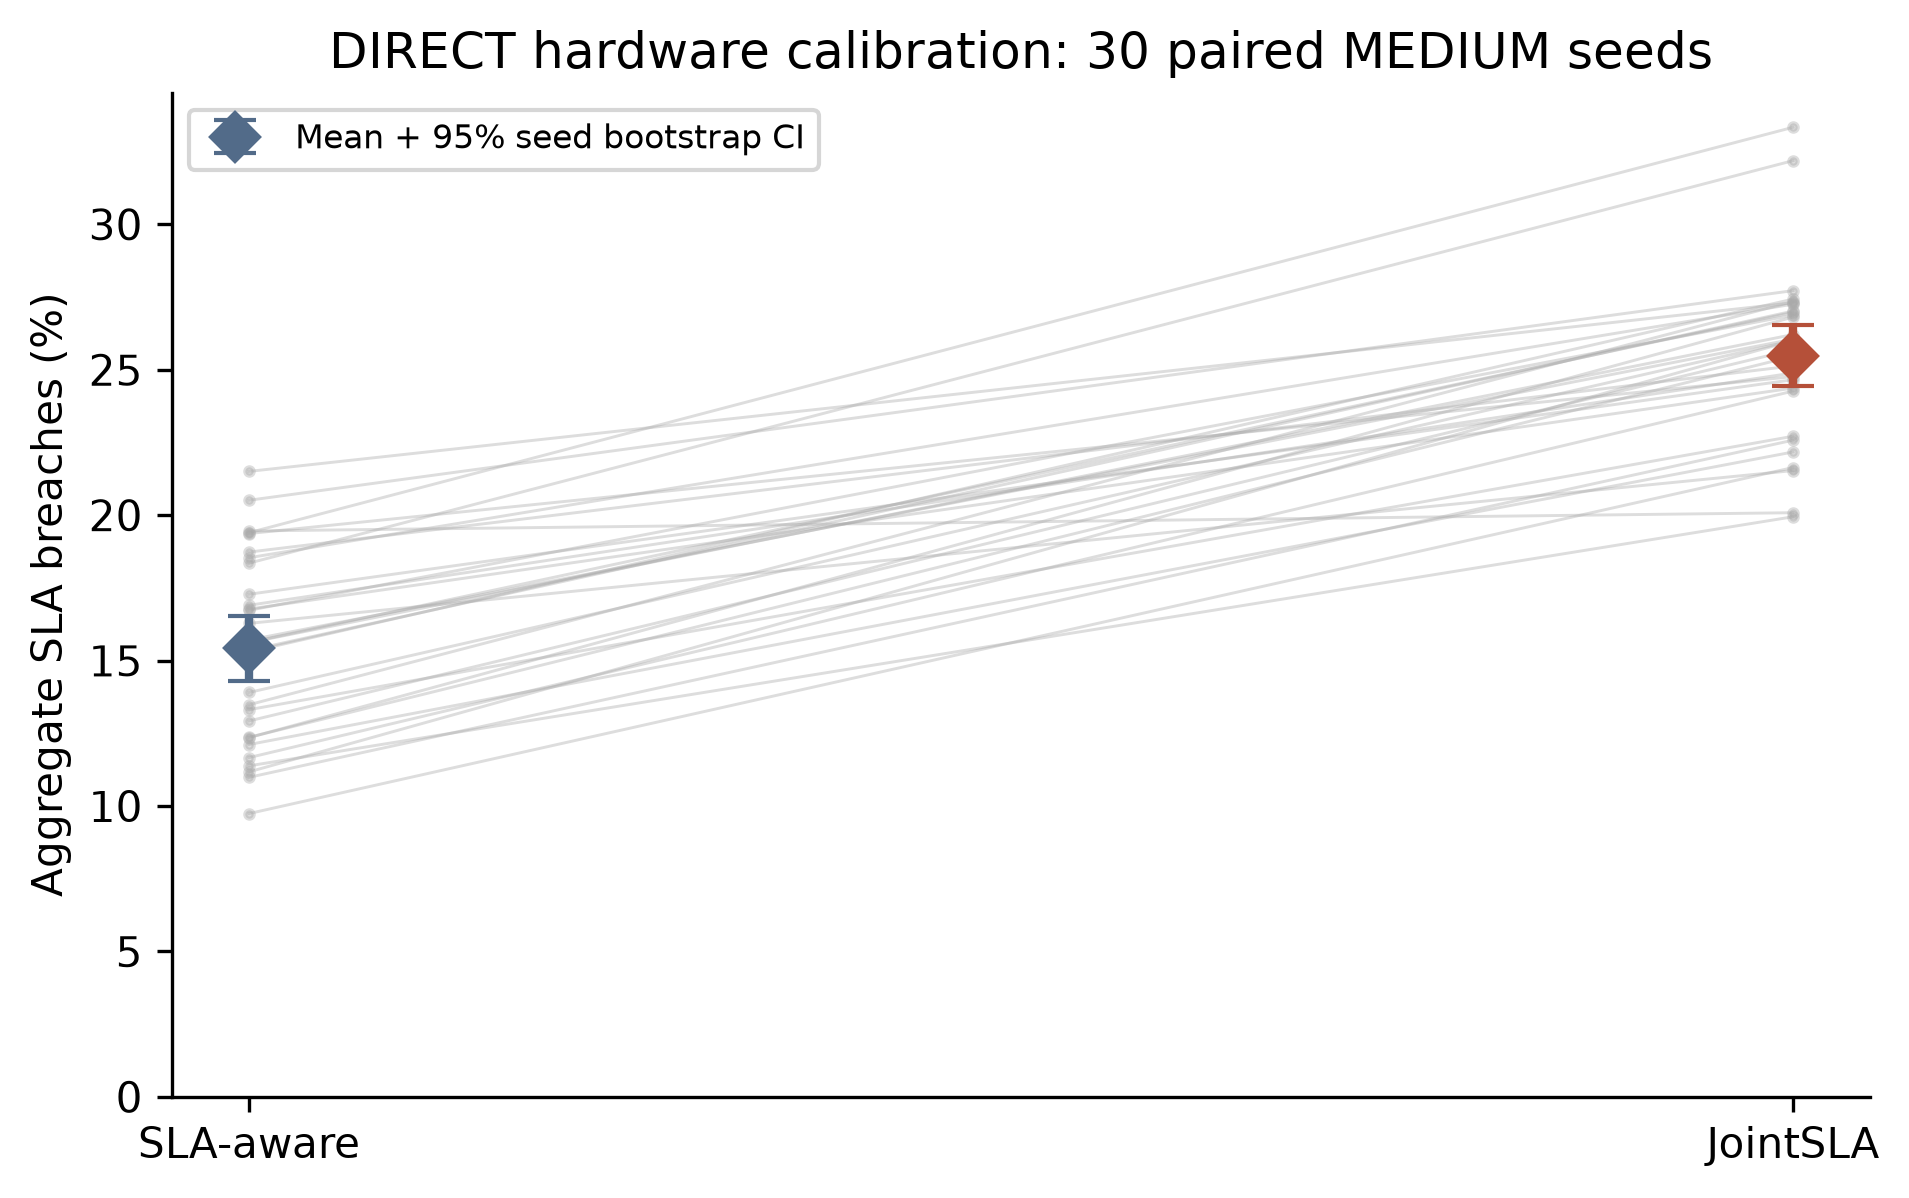 DIRECT hardware calibration: 30 paired MEDIUM seeds
Mean + 95% seed bootstrap CI
Aggregate SLA breaches (%)
30
25
20
15
10
5
0
SLA-aware
JointSLA